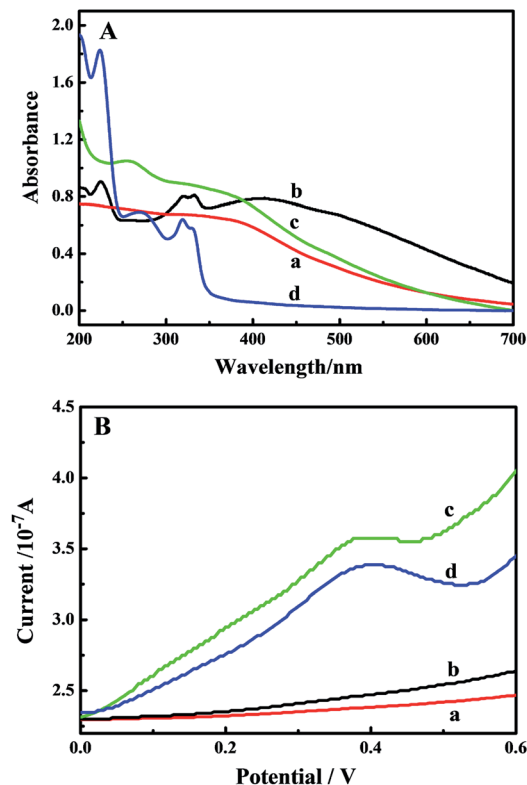 A
2.0
1.6
1.2
0.8
0.4
0.0
Absorbance
b
c
a
d
200 300 400 500 600 700
Wavelength/nm
B
4.5
4.0
3.5
3.0
2.5
Current /10⁻⁷A
c
d
b
a
0.0 0.2 0.4 0.6
Potential / V